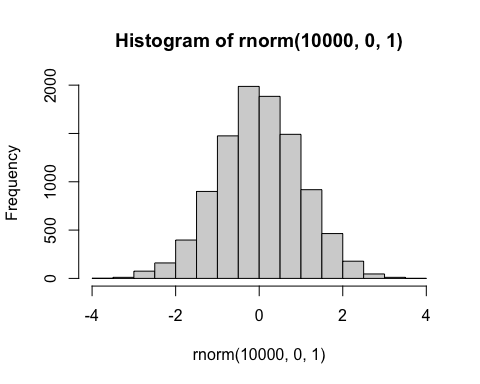 Histogram of rnorm(10000, 0, 1)
Frequency
2000
1000
500
0
-4 -2 0 2 4
rnorm(10000, 0, 1)